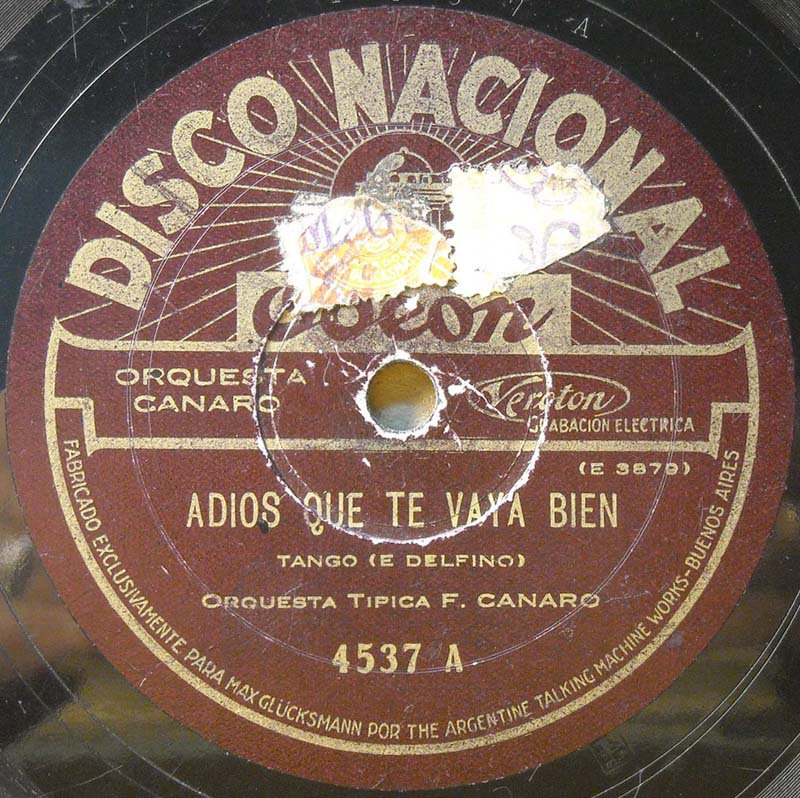 DISCO NACIONAL
Odeon
ORQUESTA
CANARO
Veroton
GRABACIÓN ELECTRICA
(E 3879)
ADIOS QUE TE VAYA BIEN
TANGO (E DELFINO)
ORQUESTA TIPICA F. CANARO
4537 A
FABRICADO EXCLUSIVAMENTE PARA MAX GLÜCKSMANN POR THE ARGENTINE TALKING MACHINE WORKS-BUENOS AIRES